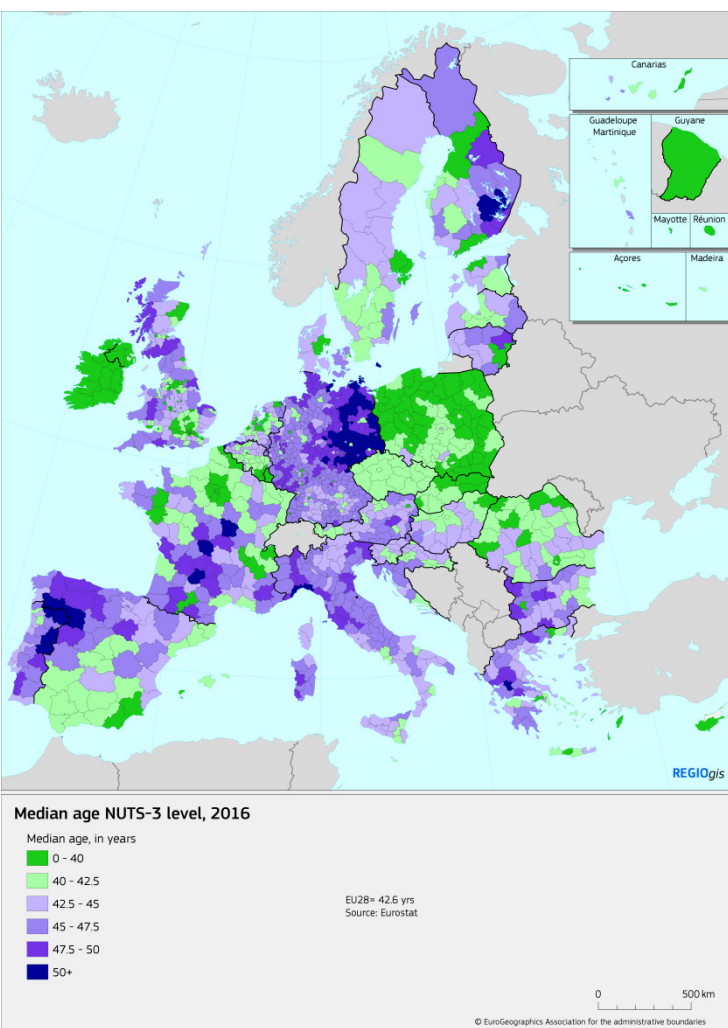 Canarias
Guadeloupe
Martinique
Guyane
Mayotte
Réunion
Açores
Madeira
REGIOgis
Median age NUTS-3 level, 2016
Median age, in years
0 - 40
40 - 42.5
42.5 - 45
45 - 47.5
47.5 - 50
50+
EU28= 42.6 yrs
Source: Eurostat
0 500 km
© EuroGeographics Association for the administrative boundaries